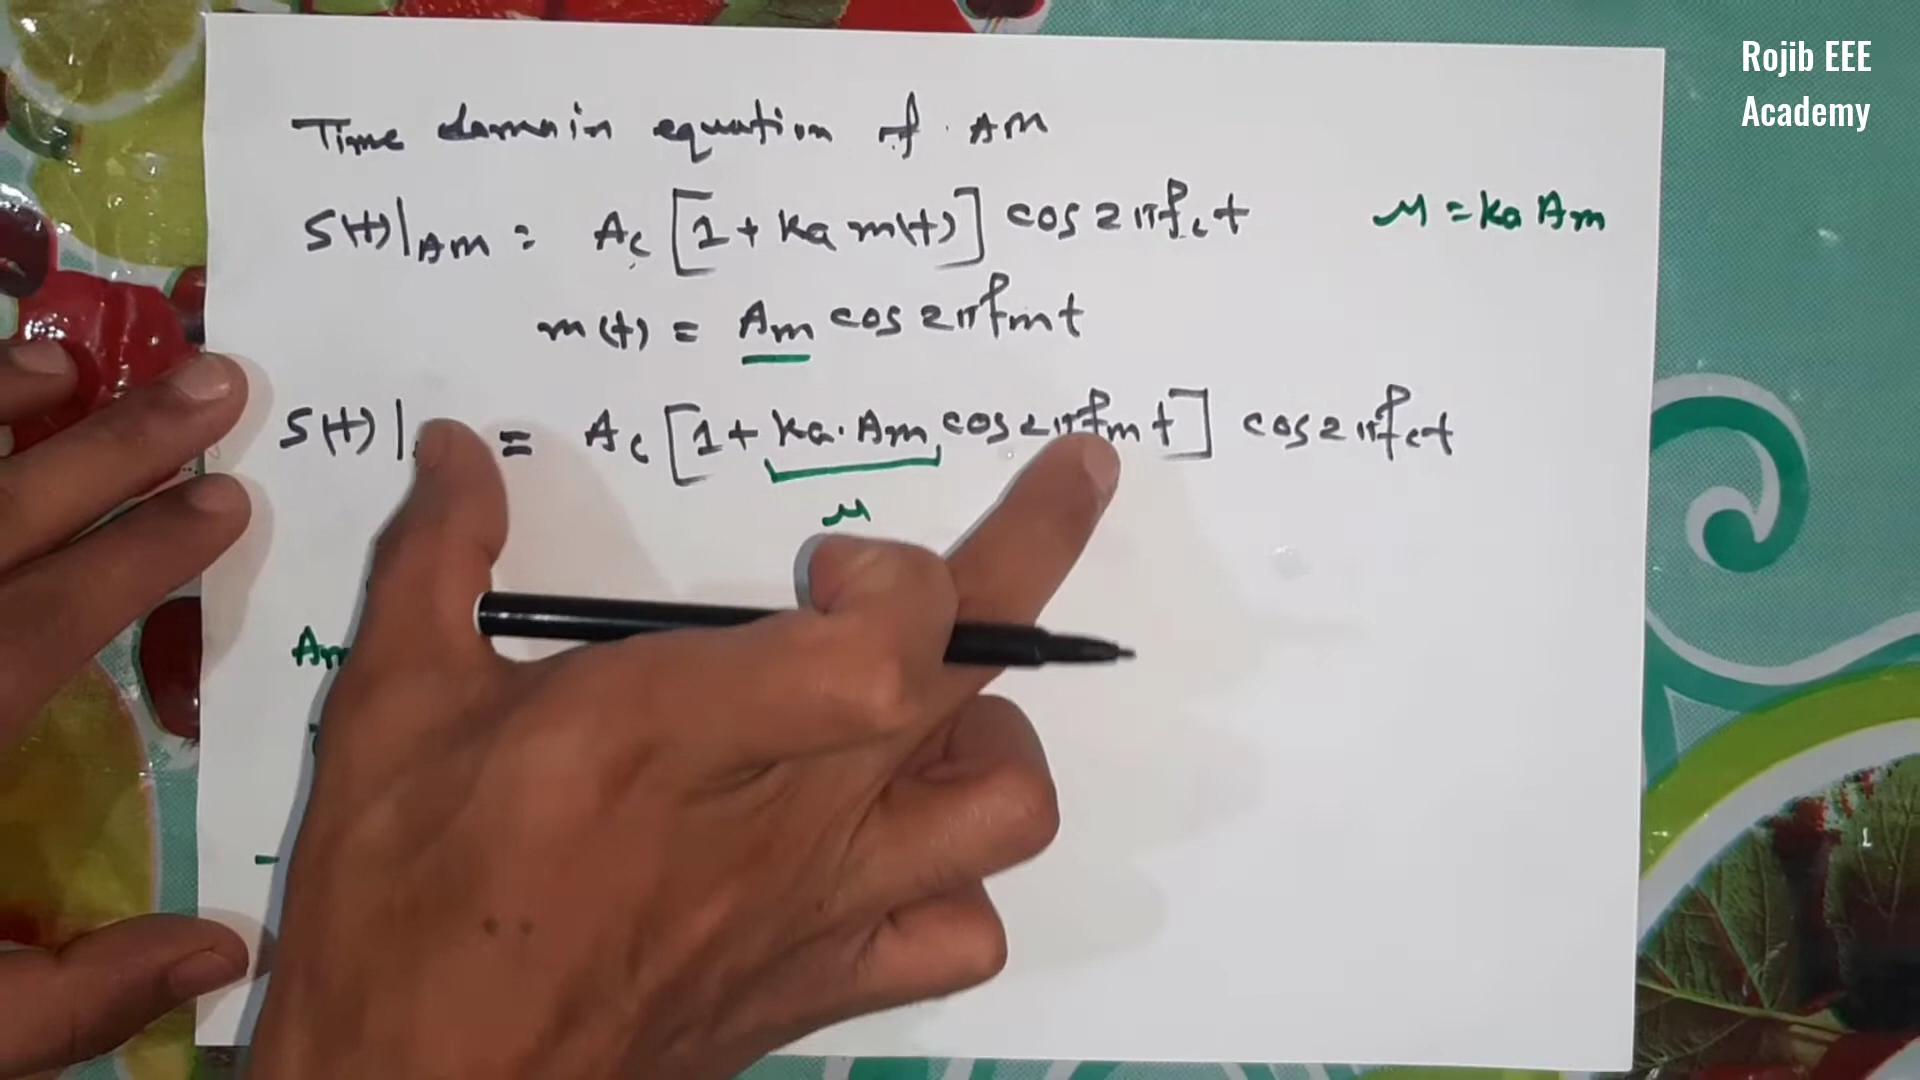 Rojib EEE
Academy
Time domain equation of AM
S(t)|AM = Ac [1 + ka m(t)] cos 2πfct
μ = ka Am
m(t) = Am cos 2πfmt
S(t)| = Ac [1 + ka. Am cos 2πfmt] cos 2πfct
μ
Am